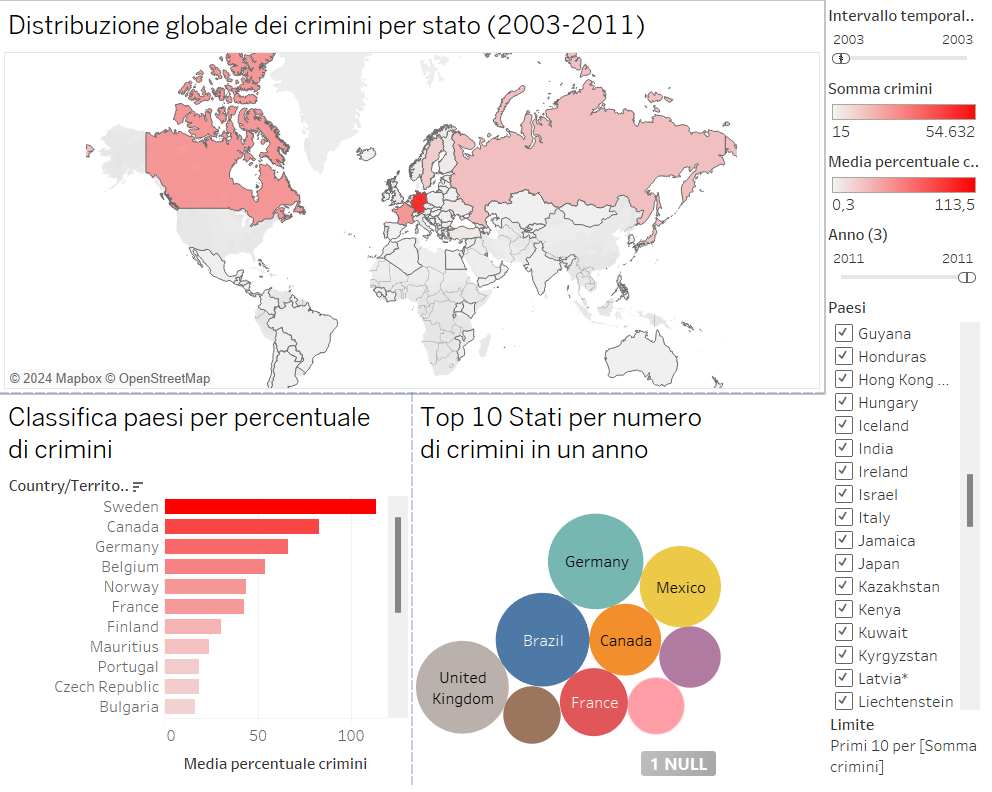 Distribuzione globale dei crimini per stato (2003-2011)
© 2024 Mapbox © OpenStreetMap
Intervallo temporal..
2003 2003
Somma crimini
15 54.632
Media percentuale c..
0,3 113,5
Anno (3)
2011 2011
Paesi
Guyana
Honduras
Hong Kong ...
Hungary
Iceland
India
Ireland
Israel
Italy
Jamaica
Japan
Kazakhstan
Kenya
Kuwait
Kyrgyzstan
Latvia*
Liechtenstein
Limite
Primi 10 per [Somma
crimini]
Classifica paesi per percentuale
di crimini
Country/Territo..
Sweden
Canada
Germany
Belgium
Norway
France
Finland
Mauritius
Portugal
Czech Republic
Bulgaria
0 50 100
Media percentuale crimini
Top 10 Stati per numero
di crimini in un anno
Germany
Mexico
Brazil
Canada
United
Kingdom
France
1 NULL